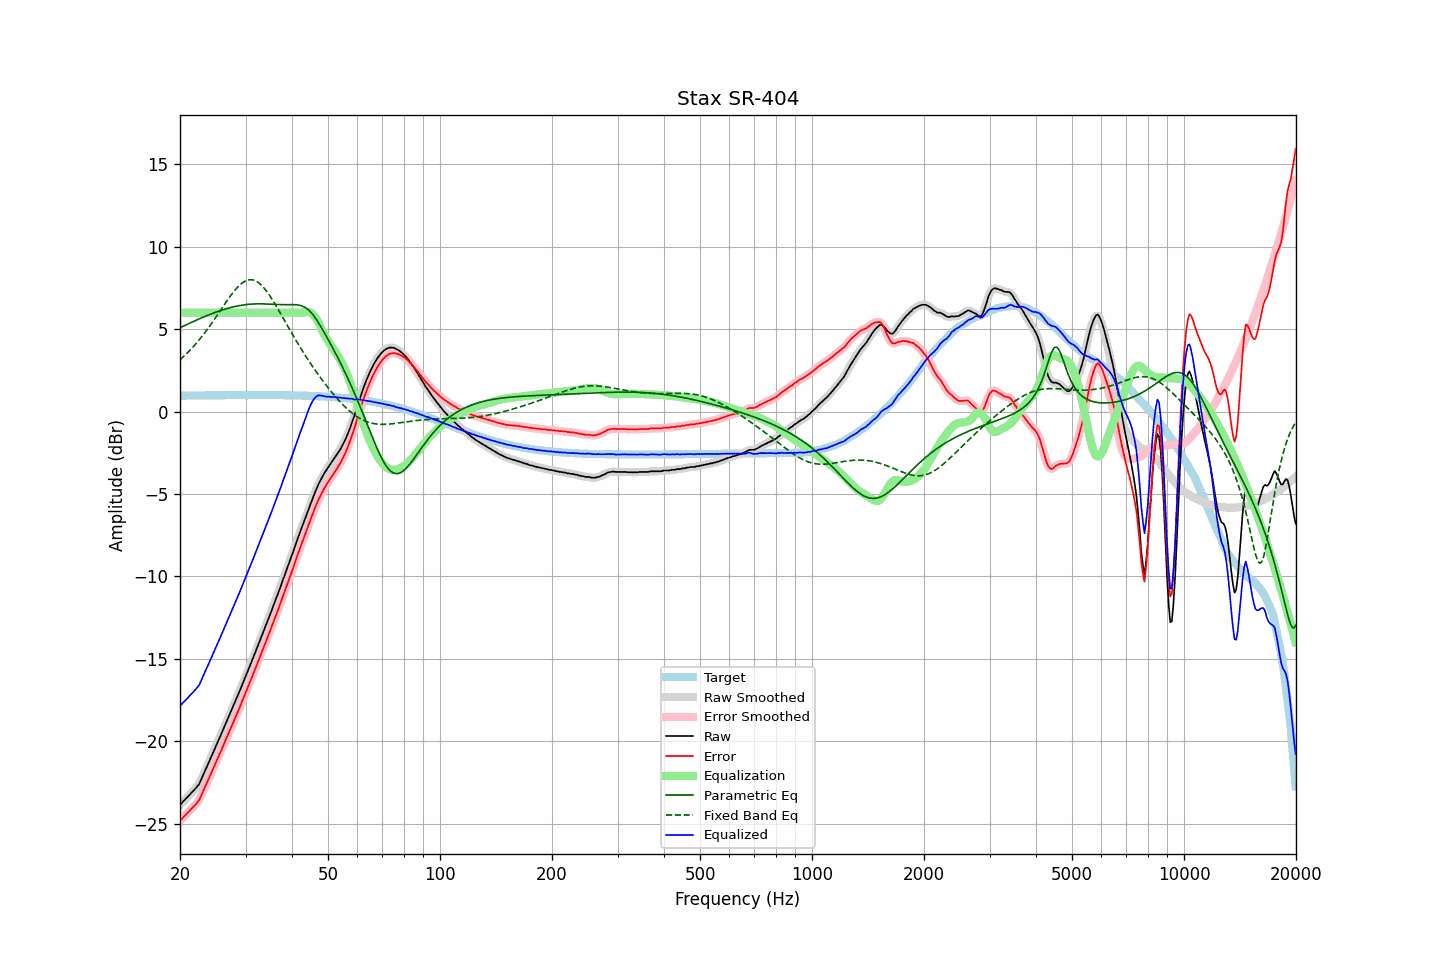 Stax SR-404
Amplitude (dBr)
15
10
5
0
−5
−10
−15
−20
−25
Target
Raw Smoothed
Error Smoothed
Raw
Error
Equalization
Parametric Eq
Fixed Band Eq
Equalized
20 50 100 200 500 1000 2000 5000 10000 20000
Frequency (Hz)